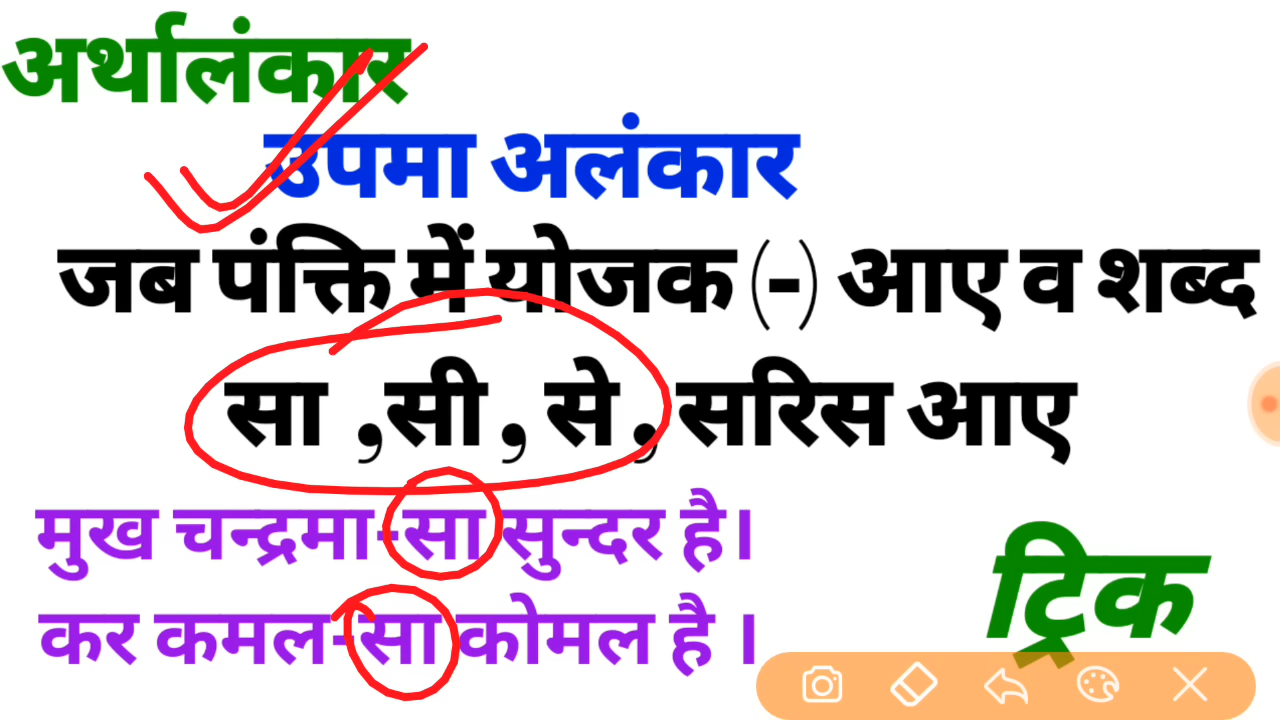 अर्थालंकार
उपमा अलंकार
जब पंक्ति में योजक (-) आए व शब्द
सा ,सी , से , सरिस आए
मुख चन्द्रमा-सा सुन्दर है।
कर कमल-सा कोमल है ।
ट्रिक